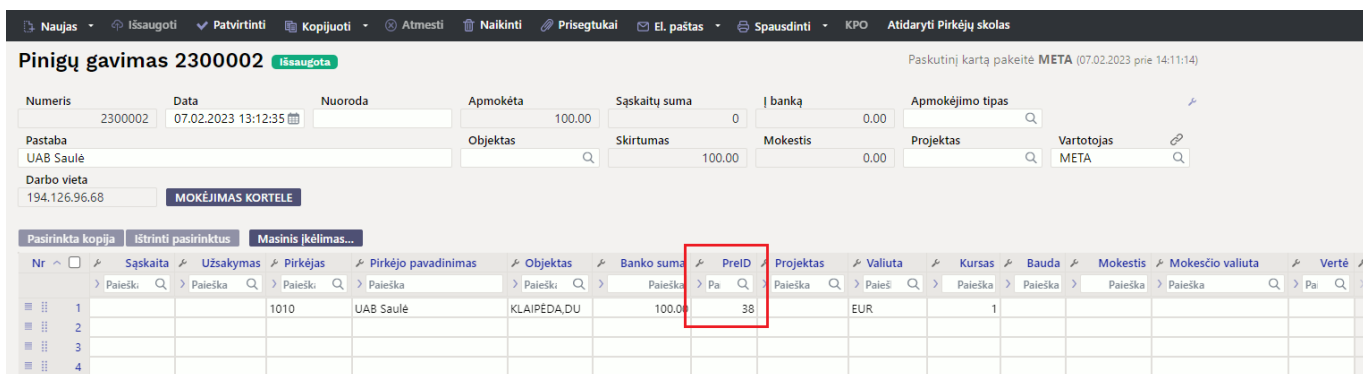 Naujas Išsaugoti Patvirtinti Kopijuoti Atmesti Naikinti Prisegtukai El. paštas Spausdinti KPO Atidaryti Pirkėjų skolas
Pinigų gavimas 2300002 Išsaugota Paskutinį kartą pakeitė META (07.02.2023 prie 14:11:14)
Numeris Data Nuoroda Apmokėta Sąskaitų suma Į banką Apmokėjimo tipas
2300002 07.02.2023 13:12:35 100.00 0 0.00
Pastaba Objektas Skirtumas Mokestis Projektas Vartotojas
UAB Saulė 100.00 0.00 META
Darbo vieta
194.126.96.68 MOKĖJIMAS KORTELE
Pasirinkta kopija Ištrinti pasirinktus Masinis įkėlimas...
Nr Sąskaita Užsakymas Pirkėjas Pirkėjo pavadinimas Objektas Banko suma PreID Projektas Valiuta Kursas Bauda Mokestis Mokesčio valiuta Vertė
Paiešk Paieška Paiešk Paieška Paiešk Paieška Pa Paieška Paieš Paieška Paieška Paieška Paieška Pai
1 1010 UAB Saulė KLAIPĖDA,DU 100.00 38 EUR 1
2
3
4